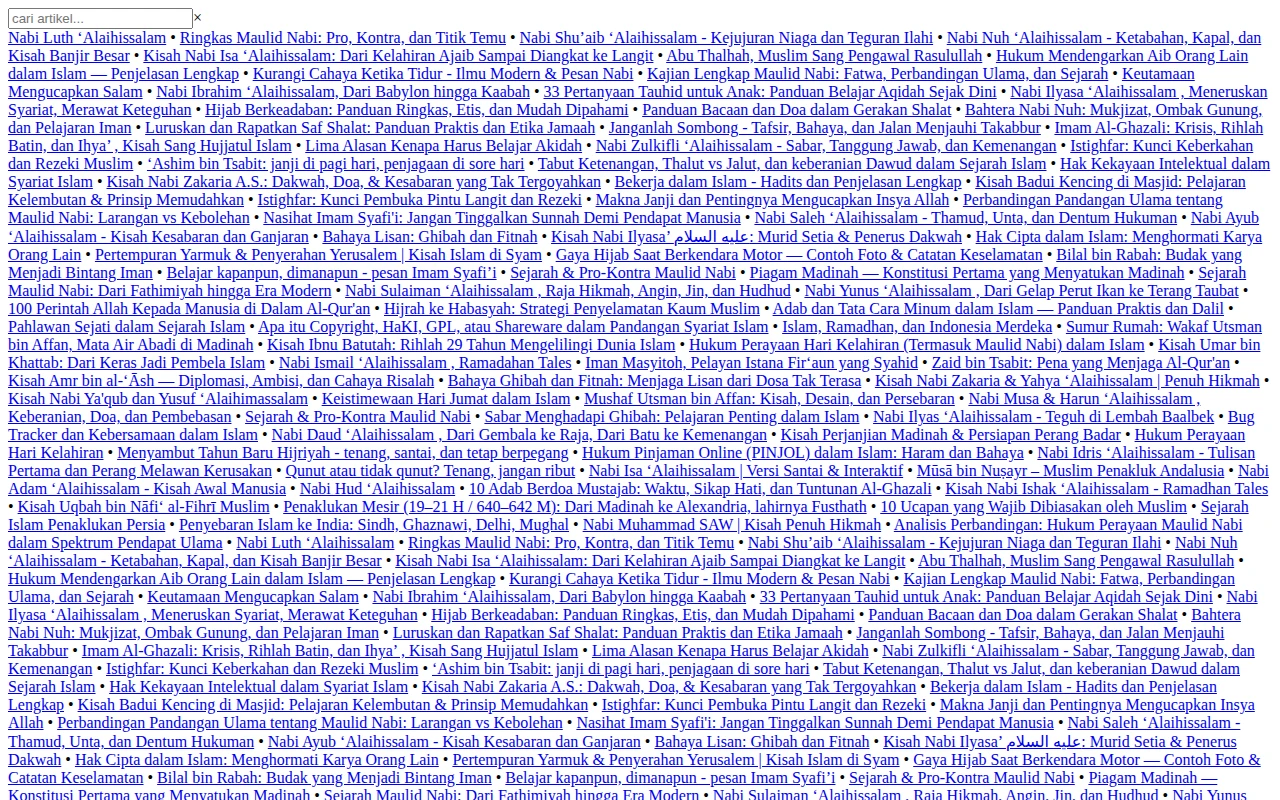 cari artikel... ×
Nabi Luth ‘Alaihissalam • Ringkas Maulid Nabi: Pro, Kontra, dan Titik Temu • Nabi Shu’aib ‘Alaihissalam - Kejujuran Niaga dan Teguran Ilahi • Nabi Nuh ‘Alaihissalam - Ketabahan, Kapal, dan
Kisah Banjir Besar • Kisah Nabi Isa ‘Alaihissalam: Dari Kelahiran Ajaib Sampai Diangkat ke Langit • Abu Thalhah, Muslim Sang Pengawal Rasulullah • Hukum Mendengarkan Aib Orang Lain
dalam Islam — Penjelasan Lengkap • Kurangi Cahaya Ketika Tidur - Ilmu Modern & Pesan Nabi • Kajian Lengkap Maulid Nabi: Fatwa, Perbandingan Ulama, dan Sejarah • Keutamaan
Mengucapkan Salam • Nabi Ibrahim ‘Alaihissalam, Dari Babylon hingga Kaabah • 33 Pertanyaan Tauhid untuk Anak: Panduan Belajar Aqidah Sejak Dini • Nabi Ilyasa ‘Alaihissalam , Meneruskan
Syariat, Merawat Keteguhan • Hijab Berkeadaban: Panduan Ringkas, Etis, dan Mudah Dipahami • Panduan Bacaan dan Doa dalam Gerakan Shalat • Bahtera Nabi Nuh: Mukjizat, Ombak Gunung,
dan Pelajaran Iman • Luruskan dan Rapatkan Saf Shalat: Panduan Praktis dan Etika Jamaah • Janganlah Sombong - Tafsir, Bahaya, dan Jalan Menjauhi Takabbur • Imam Al-Ghazali: Krisis, Rihlah
Batin, dan Ihya’ , Kisah Sang Hujjatul Islam • Lima Alasan Kenapa Harus Belajar Akidah • Nabi Zulkifli ‘Alaihissalam - Sabar, Tanggung Jawab, dan Kemenangan • Istighfar: Kunci Keberkahan
dan Rezeki Muslim • ‘Ashim bin Tsabit: janji di pagi hari, penjagaan di sore hari • Tabut Ketenangan, Thalut vs Jalut, dan keberanian Dawud dalam Sejarah Islam • Hak Kekayaan Intelektual dalam
Syariat Islam • Kisah Nabi Zakaria A.S.: Dakwah, Doa, & Kesabaran yang Tak Tergoyahkan • Bekerja dalam Islam - Hadits dan Penjelasan Lengkap • Kisah Badui Kencing di Masjid: Pelajaran
Kelembutan & Prinsip Memudahkan • Istighfar: Kunci Pembuka Pintu Langit dan Rezeki • Makna Janji dan Pentingnya Mengucapkan Insya Allah • Perbandingan Pandangan Ulama tentang
Maulid Nabi: Larangan vs Kebolehan • Nasihat Imam Syafi'i: Jangan Tinggalkan Sunnah Demi Pendapat Manusia • Nabi Saleh ‘Alaihissalam - Thamud, Unta, dan Dentum Hukuman • Nabi Ayub
‘Alaihissalam - Kisah Kesabaran dan Ganjaran • Bahaya Lisan: Ghibah dan Fitnah • Kisah Nabi Ilyasa’ عليه السلام: Murid Setia & Penerus Dakwah • Hak Cipta dalam Islam: Menghormati Karya
Orang Lain • Pertempuran Yarmuk & Penyerahan Yerusalem | Kisah Islam di Syam • Gaya Hijab Saat Berkendara Motor — Contoh Foto & Catatan Keselamatan • Bilal bin Rabah: Budak yang
Menjadi Bintang Iman • Belajar kapanpun, dimanapun - pesan Imam Syafi’i • Sejarah & Pro-Kontra Maulid Nabi • Piagam Madinah — Konstitusi Pertama yang Menyatukan Madinah • Sejarah
Maulid Nabi: Dari Fathimiyah hingga Era Modern • Nabi Sulaiman ‘Alaihissalam , Raja Hikmah, Angin, Jin, dan Hudhud • Nabi Yunus ‘Alaihissalam , Dari Gelap Perut Ikan ke Terang Taubat •
100 Perintah Allah Kepada Manusia di Dalam Al-Qur'an • Hijrah ke Habasyah: Strategi Penyelamatan Kaum Muslim • Adab dan Tata Cara Minum dalam Islam — Panduan Praktis dan Dalil •
Pahlawan Sejati dalam Sejarah Islam • Apa itu Copyright, HaKI, GPL, atau Shareware dalam Pandangan Syariat Islam • Islam, Ramadhan, dan Indonesia Merdeka • Sumur Rumah: Wakaf Utsman
bin Affan, Mata Air Abadi di Madinah • Kisah Ibnu Batutah: Rihlah 29 Tahun Mengelilingi Dunia Islam • Hukum Perayaan Hari Kelahiran (Termasuk Maulid Nabi) dalam Islam • Kisah Umar bin
Khattab: Dari Keras Jadi Pembela Islam • Nabi Ismail ‘Alaihissalam , Ramadahan Tales • Iman Masyitoh, Pelayan Istana Fir‘aun yang Syahid • Zaid bin Tsabit: Pena yang Menjaga Al-Qur'an •
Kisah Amr bin al-‘Āsh — Diplomasi, Ambisi, dan Cahaya Risalah • Bahaya Ghibah dan Fitnah: Menjaga Lisan dari Dosa Tak Terasa • Kisah Nabi Zakaria & Yahya ‘Alaihissalam | Penuh Hikmah •
Kisah Nabi Ya'qub dan Yusuf ‘Alaihimassalam • Keistimewaan Hari Jumat dalam Islam • Mushaf Utsman bin Affan: Kisah, Desain, dan Persebaran • Nabi Musa & Harun ‘Alaihissalam ,
Keberanian, Doa, dan Pembebasan • Sejarah & Pro-Kontra Maulid Nabi • Sabar Menghadapi Ghibah: Pelajaran Penting dalam Islam • Nabi Ilyas ‘Alaihissalam - Teguh di Lembah Baalbek • Bug
Tracker dan Kebersamaan dalam Islam • Nabi Daud ‘Alaihissalam , Dari Gembala ke Raja, Dari Batu ke Kemenangan • Kisah Perjanjian Madinah & Persiapan Perang Badar • Hukum Perayaan
Hari Kelahiran • Menyambut Tahun Baru Hijriyah - tenang, santai, dan tetap berpegang • Hukum Pinjaman Online (PINJOL) dalam Islam: Haram dan Bahaya • Nabi Idris ‘Alaihissalam - Tulisan
Pertama dan Perang Melawan Kerusakan • Qunut atau tidak qunut? Tenang, jangan ribut • Nabi Isa ‘Alaihissalam | Versi Santai & Interaktif • Mūsā bin Nuṣayr – Muslim Penakluk Andalusia • Nabi
Adam ‘Alaihissalam - Kisah Awal Manusia • Nabi Hud ‘Alaihissalam • 10 Adab Berdoa Mustajab: Waktu, Sikap Hati, dan Tuntunan Al-Ghazali • Kisah Nabi Ishak ‘Alaihissalam - Ramadhan Tales
• Kisah Uqbah bin Nāfi‘ al-Fihrī Muslim • Penaklukan Mesir (19–21 H / 640–642 M): Dari Madinah ke Alexandria, lahirnya Fusthath • 10 Ucapan yang Wajib Dibiasakan oleh Muslim • Sejarah
Islam Penaklukan Persia • Penyebaran Islam ke India: Sindh, Ghaznawi, Delhi, Mughal • Nabi Muhammad SAW | Kisah Penuh Hikmah • Analisis Perbandingan: Hukum Perayaan Maulid Nabi
dalam Spektrum Pendapat Ulama • Nabi Luth ‘Alaihissalam • Ringkas Maulid Nabi: Pro, Kontra, dan Titik Temu • Nabi Shu’aib ‘Alaihissalam - Kejujuran Niaga dan Teguran Ilahi • Nabi Nuh
‘Alaihissalam - Ketabahan, Kapal, dan Kisah Banjir Besar • Kisah Nabi Isa ‘Alaihissalam: Dari Kelahiran Ajaib Sampai Diangkat ke Langit • Abu Thalhah, Muslim Sang Pengawal Rasulullah •
Hukum Mendengarkan Aib Orang Lain dalam Islam — Penjelasan Lengkap • Kurangi Cahaya Ketika Tidur - Ilmu Modern & Pesan Nabi • Kajian Lengkap Maulid Nabi: Fatwa, Perbandingan
Ulama, dan Sejarah • Keutamaan Mengucapkan Salam • Nabi Ibrahim ‘Alaihissalam, Dari Babylon hingga Kaabah • 33 Pertanyaan Tauhid untuk Anak: Panduan Belajar Aqidah Sejak Dini • Nabi
Ilyasa ‘Alaihissalam , Meneruskan Syariat, Merawat Keteguhan • Hijab Berkeadaban: Panduan Ringkas, Etis, dan Mudah Dipahami • Panduan Bacaan dan Doa dalam Gerakan Shalat • Bahtera
Nabi Nuh: Mukjizat, Ombak Gunung, dan Pelajaran Iman • Luruskan dan Rapatkan Saf Shalat: Panduan Praktis dan Etika Jamaah • Janganlah Sombong - Tafsir, Bahaya, dan Jalan Menjauhi
Takabbur • Imam Al-Ghazali: Krisis, Rihlah Batin, dan Ihya’ , Kisah Sang Hujjatul Islam • Lima Alasan Kenapa Harus Belajar Akidah • Nabi Zulkifli ‘Alaihissalam - Sabar, Tanggung Jawab, dan
Kemenangan • Istighfar: Kunci Keberkahan dan Rezeki Muslim • ‘Ashim bin Tsabit: janji di pagi hari, penjagaan di sore hari • Tabut Ketenangan, Thalut vs Jalut, dan keberanian Dawud dalam
Sejarah Islam • Hak Kekayaan Intelektual dalam Syariat Islam • Kisah Nabi Zakaria A.S.: Dakwah, Doa, & Kesabaran yang Tak Tergoyahkan • Bekerja dalam Islam - Hadits dan Penjelasan
Lengkap • Kisah Badui Kencing di Masjid: Pelajaran Kelembutan & Prinsip Memudahkan • Istighfar: Kunci Pembuka Pintu Langit dan Rezeki • Makna Janji dan Pentingnya Mengucapkan Insya
Allah • Perbandingan Pandangan Ulama tentang Maulid Nabi: Larangan vs Kebolehan • Nasihat Imam Syafi'i: Jangan Tinggalkan Sunnah Demi Pendapat Manusia • Nabi Saleh ‘Alaihissalam -
Thamud, Unta, dan Dentum Hukuman • Nabi Ayub ‘Alaihissalam - Kisah Kesabaran dan Ganjaran • Bahaya Lisan: Ghibah dan Fitnah • Kisah Nabi Ilyasa’ عليه السلام: Murid Setia & Penerus
Dakwah • Hak Cipta dalam Islam: Menghormati Karya Orang Lain • Pertempuran Yarmuk & Penyerahan Yerusalem | Kisah Islam di Syam • Gaya Hijab Saat Berkendara Motor — Contoh Foto &
Catatan Keselamatan • Bilal bin Rabah: Budak yang Menjadi Bintang Iman • Belajar kapanpun, dimanapun - pesan Imam Syafi’i • Sejarah & Pro-Kontra Maulid Nabi • Piagam Madinah —
Konstitusi Pertama yang Menyatukan Madinah • Sejarah Maulid Nabi: Dari Fathimiyah hingga Era Modern • Nabi Sulaiman ‘Alaihissalam , Raja Hikmah, Angin, Jin, dan Hudhud • Nabi Yunus